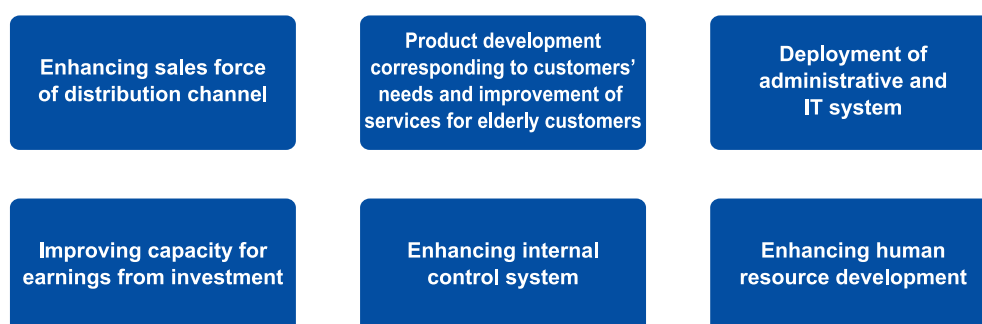 Enhancing sales force
of distribution channel
Product development
corresponding to customers’
needs and improvement of
services for elderly customers
Deployment of
administrative and
IT system
Improving capacity for
earnings from investment
Enhancing internal
control system
Enhancing human
resource development